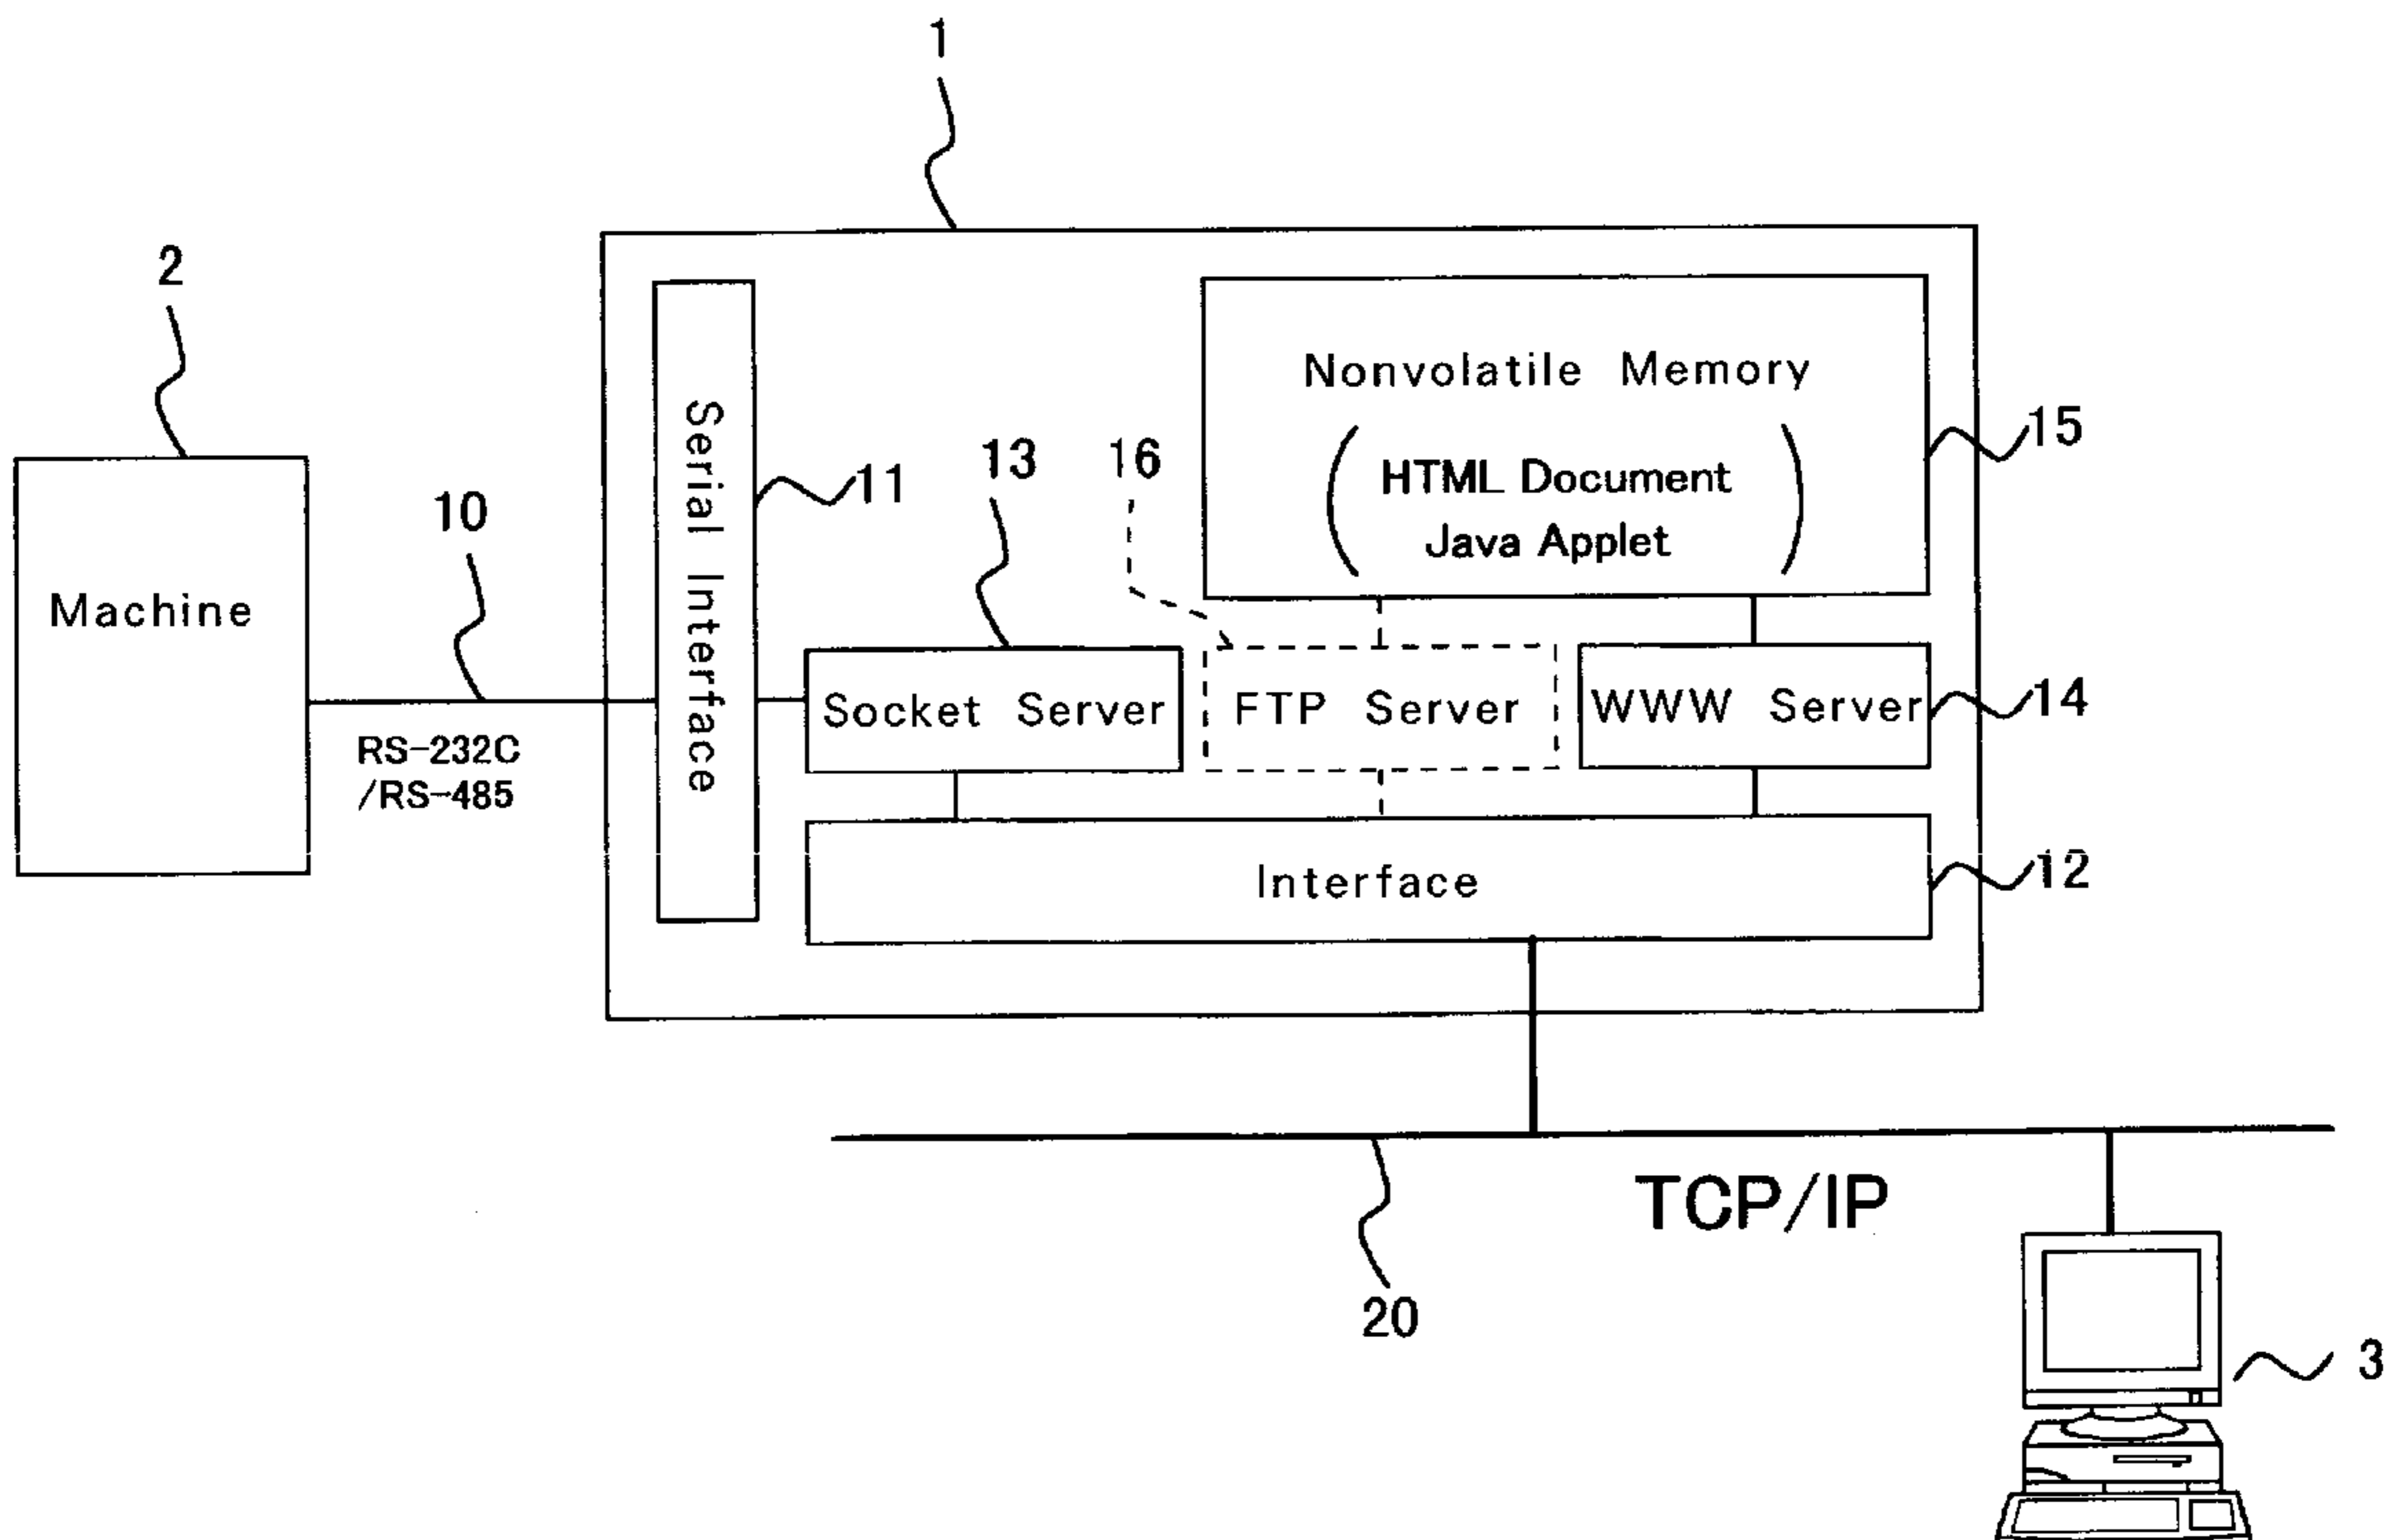 1
2
Machine
10
RS-232C
/RS-485
Serial Interface
11
13
16
Nonvolatile Memory
HTML Document
Java Applet
15
Socket Server
FTP Server
WWW Server
14
Interface
12
TCP/IP
20
3